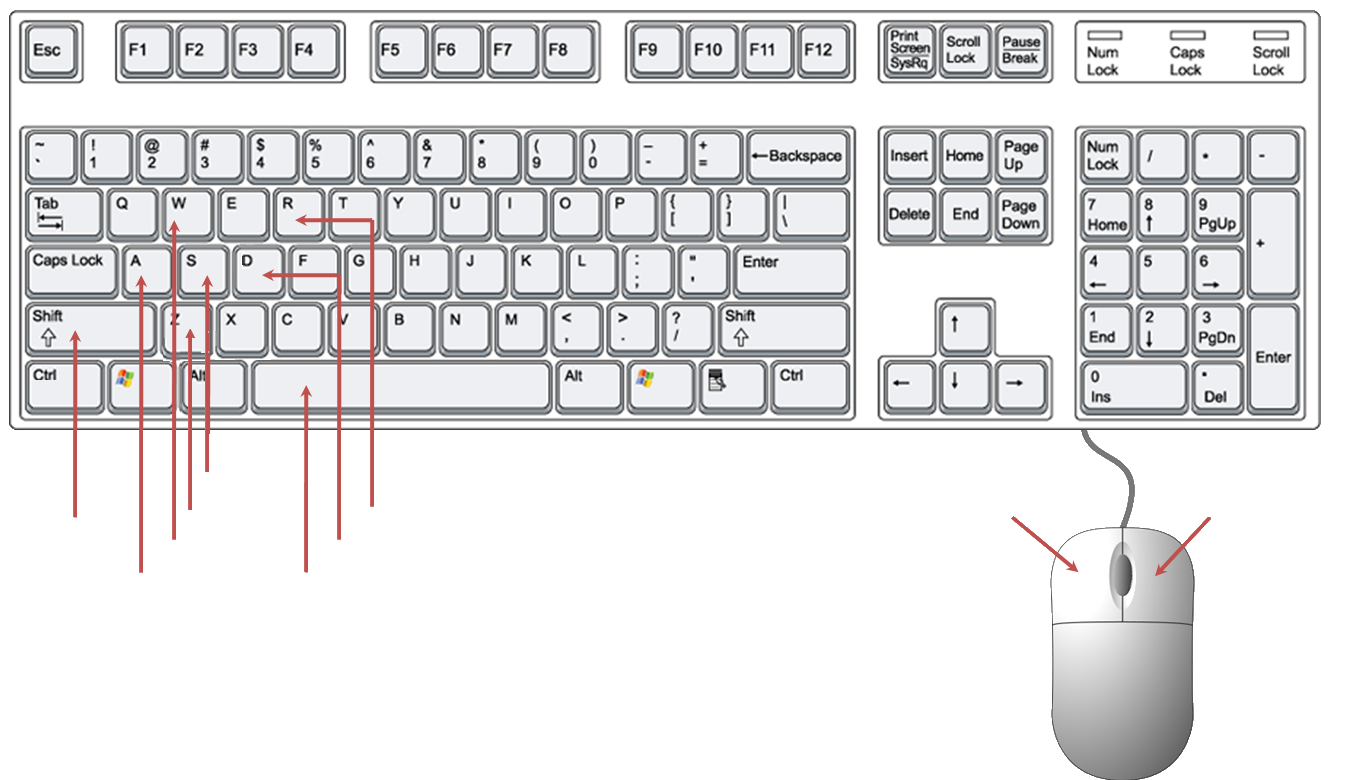 Esc F1 F2 F3 F4 F5 F6 F7 F8 F9 F10 F11 F12
Print
Screen
SysRq
Scroll
Lock
Pause
Break
Num
Lock
Caps
Lock
Scroll
Lock
~ ! @ # $ % ^ & * ( ) _ +
` 1 2 3 4 5 6 7 8 9 0 - = ←Backspace
Insert Home Page
Up
Num
Lock / * -
Tab Q W E R T Y U I O P { } |
[ ] \
Delete End Page
Down
7 8 9
Home ↑ PgUp +
Caps Lock A S D F G H J K L : " Enter
; '
4 5 6
← →
Shift Z X C V B N M < > ? Shift
, . /
↑
1 2 3
End ↓ PgDn Enter
Ctrl Alt Alt Ctrl
← ↓ →
0 .
Ins Del